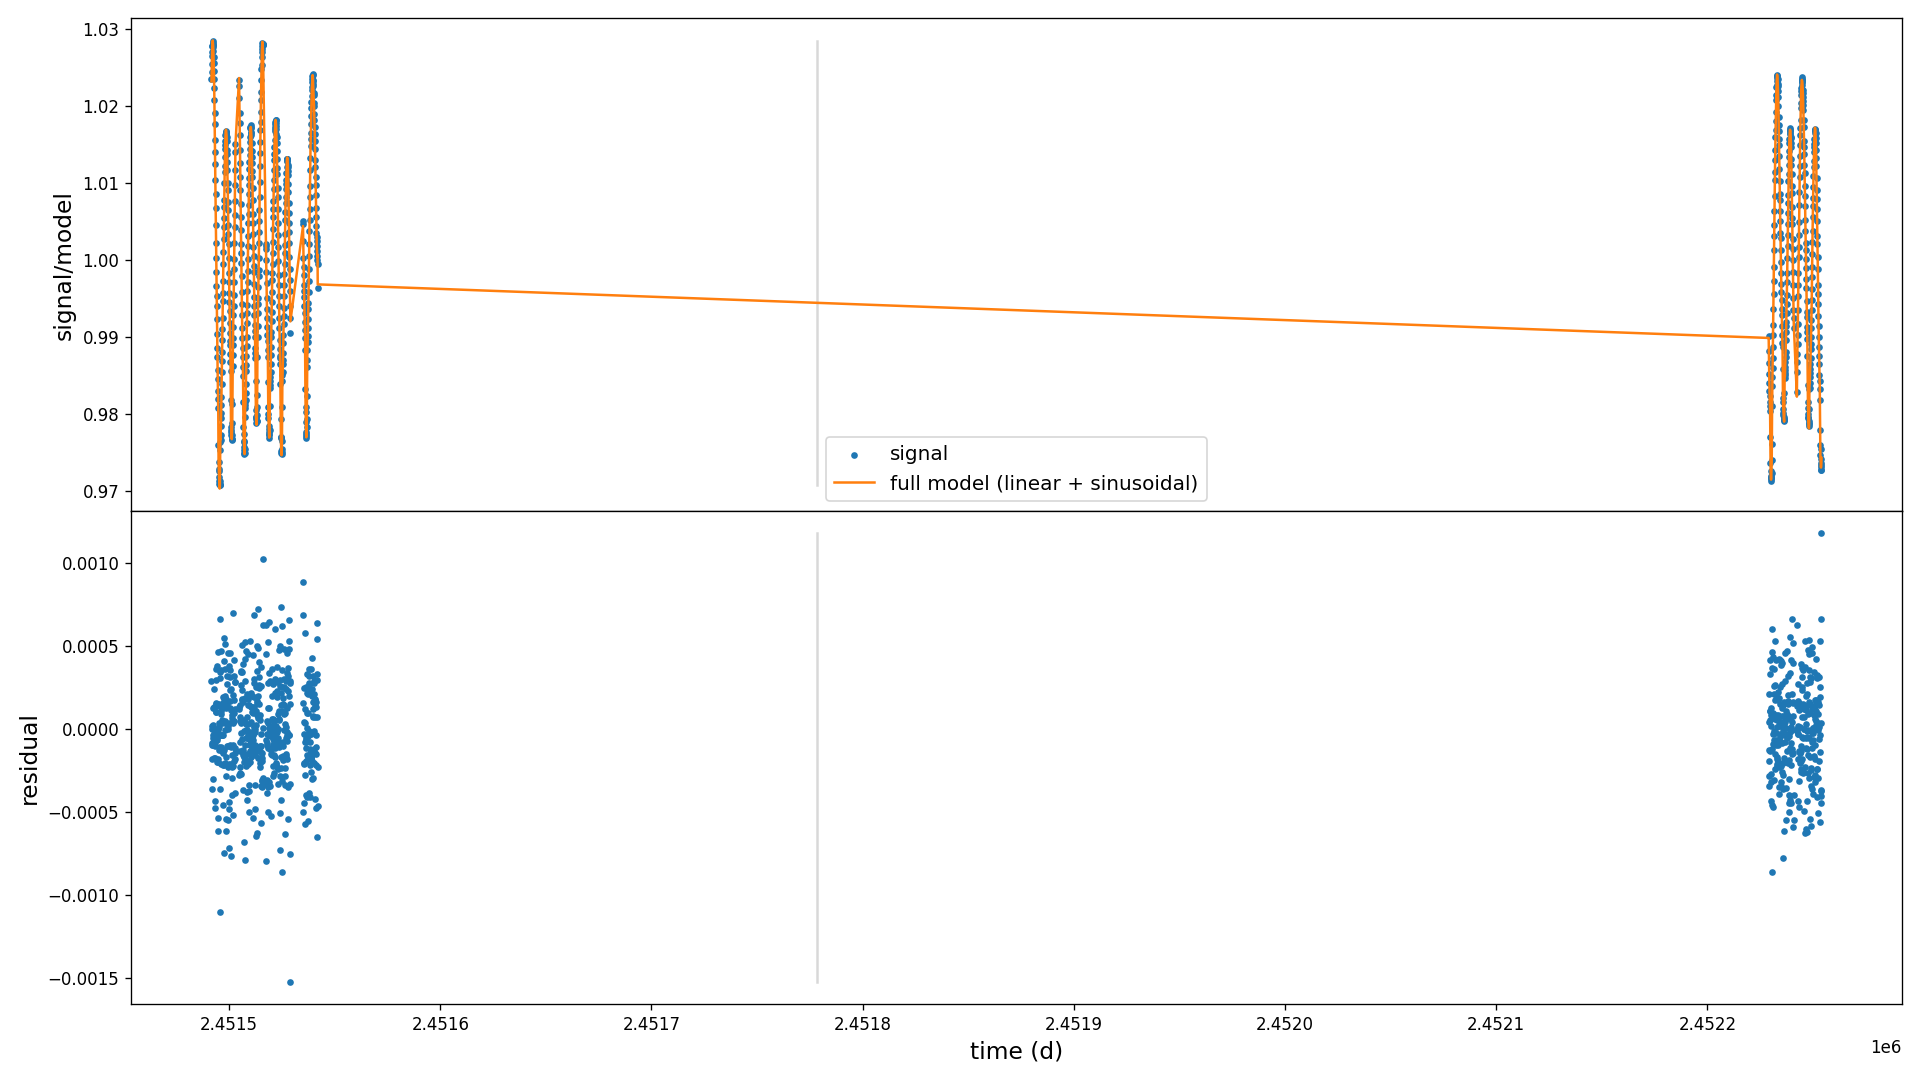 1.03
1.02
1.01
1.00
0.99
0.98
0.97
signal/model
signal
full model (linear + sinusoidal)
0.0010
0.0005
0.0000
−0.0005
−0.0010
−0.0015
residual
2.4515 2.4516 2.4517 2.4518 2.4519 2.4520 2.4521 2.4522
1e6
time (d)